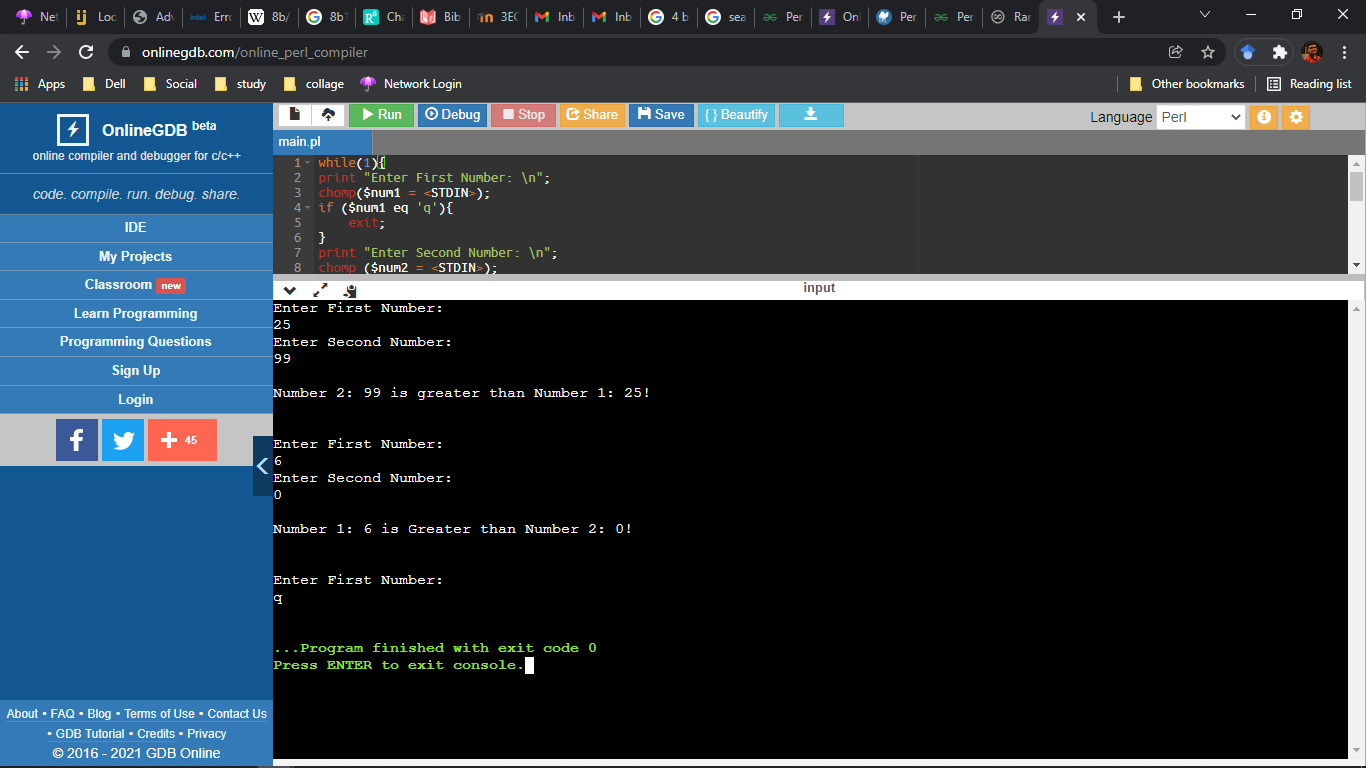 Net
Loc
Adv
intel Erro
W 8b/
8b
Cha
Bib
3EC
Inb
Inb
4 b
sea
Per
Onl
Per
Per
Ran
onlinegdb.com/online_perl_compiler
Apps Dell Social study collage Network Login Other bookmarks Reading list
OnlineGDB beta
online compiler and debugger for c/c++
code. compile. run. debug. share.
IDE
My Projects
Classroom new
Learn Programming
Programming Questions
Sign Up
Login
f + 45
About • FAQ • Blog • Terms of Use • Contact Us
• GDB Tutorial • Credits • Privacy
© 2016 - 2021 GDB Online
Run Debug Stop Share Save { } Beautify Language Perl
main.pl
1 while(1){
2 print "Enter First Number: \n";
3 chomp($num1 = <STDIN>);
4 if ($num1 eq 'q'){
5 exit;
6 }
7 print "Enter Second Number: \n";
8 chomp ($num2 = <STDIN>);
input
Enter First Number:
25
Enter Second Number:
99
Number 2: 99 is greater than Number 1: 25!
Enter First Number:
6
Enter Second Number:
0
Number 1: 6 is Greater than Number 2: 0!
Enter First Number:
q
...Program finished with exit code 0
Press ENTER to exit console.